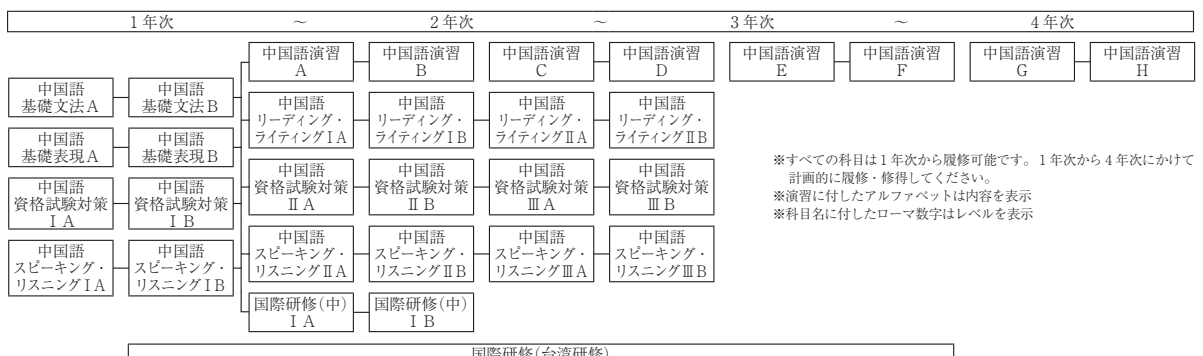 1年次 ～ 2年次 ～ 3年次 ～ 4年次
中国語演習
A
中国語演習
B
中国語演習
C
中国語演習
D
中国語演習
E
中国語演習
F
中国語演習
G
中国語演習
H
中国語
基礎文法A
中国語
基礎文法B
中国語
リーディング・
ライティングⅠA
中国語
リーディング・
ライティングⅠB
中国語
リーディング・
ライティングⅡA
中国語
リーディング・
ライティングⅡB
中国語
基礎表現A
中国語
基礎表現B
中国語
資格試験対策
ⅠA
中国語
資格試験対策
ⅠB
中国語
資格試験対策
ⅡA
中国語
資格試験対策
ⅡB
中国語
資格試験対策
ⅢA
中国語
資格試験対策
ⅢB
中国語
スピーキング・
リスニングⅠA
中国語
スピーキング・
リスニングⅠB
中国語
スピーキング・
リスニングⅡA
中国語
スピーキング・
リスニングⅡB
中国語
スピーキング・
リスニングⅢA
中国語
スピーキング・
リスニングⅢB
国際研修(中)
ⅠA
国際研修(中)
ⅠB
※すべての科目は1年次から履修可能です。1年次から4年次にかけて
計画的に履修・修得してください。
※演習に付したアルファベットは内容を表示
※科目名に付したローマ数字はレベルを表示
国際研修(台湾研修)